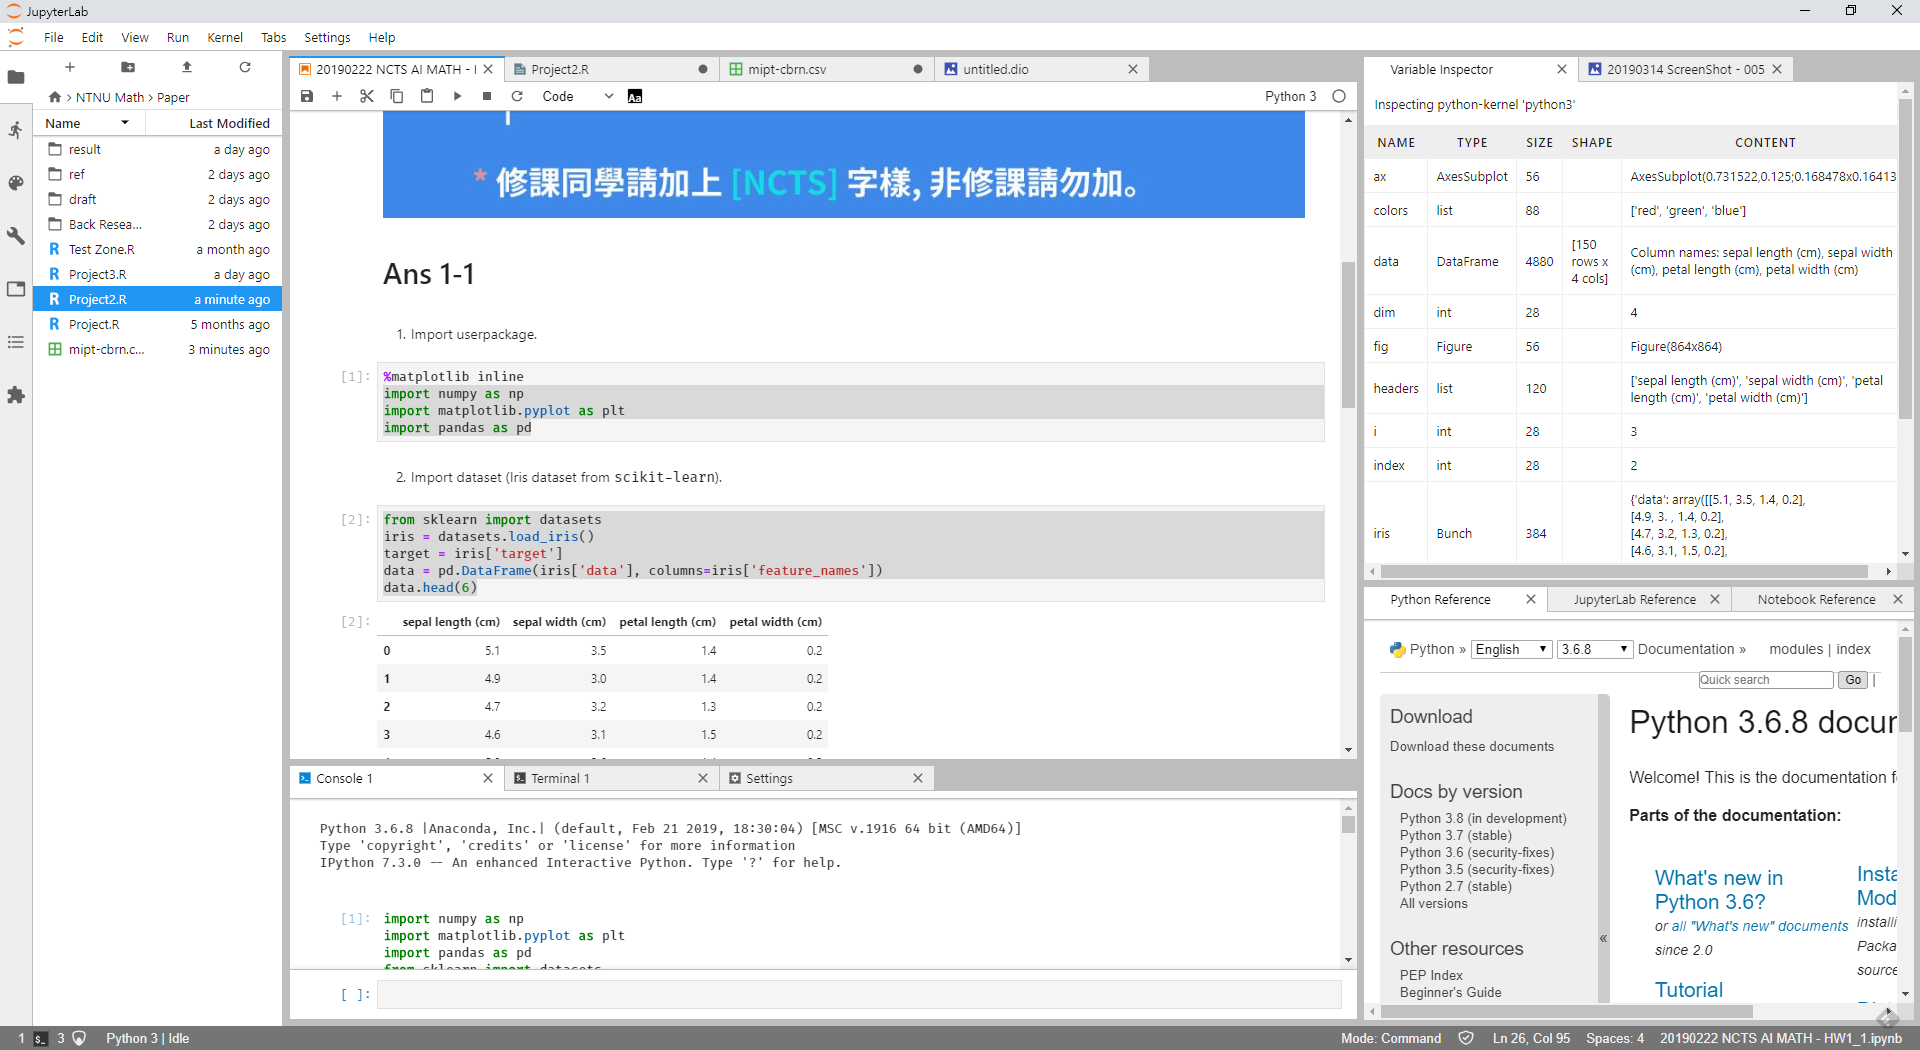 JupyterLab
File Edit View Run Kernel Tabs Settings Help
NTNU Math > Paper
Name Last Modified
result a day ago
ref 2 days ago
draft 2 days ago
Back Resea... 2 days ago
Test Zone.R a month ago
Project3.R a day ago
Project2.R a minute ago
Project.R 5 months ago
mipt-cbrn.c... 3 minutes ago
20190222 NCTS AI MATH - Project2.R mipt-cbrn.csv untitled.dio
Code Python 3
* 修課同學請加上 [NCTS] 字樣, 非修課請勿加。
Ans 1-1
1. Import userpackage.
[1]: %matplotlib inline
import numpy as np
import matplotlib.pyplot as plt
import pandas as pd
2. Import dataset (Iris dataset from scikit-learn).
[2]: from sklearn import datasets
iris = datasets.load_iris()
target = iris['target']
data = pd.DataFrame(iris['data'], columns=iris['feature_names'])
data.head(6)
[2]: sepal length (cm) sepal width (cm) petal length (cm) petal width (cm)
0 5.1 3.5 1.4 0.2
1 4.9 3.0 1.4 0.2
2 4.7 3.2 1.3 0.2
3 4.6 3.1 1.5 0.2
Console 1 Terminal 1 Settings
Python 3.6.8 |Anaconda, Inc.| (default, Feb 21 2019, 18:30:04) [MSC v.1916 64 bit (AMD64)]
Type 'copyright', 'credits' or 'license' for more information
IPython 7.3.0 -- An enhanced Interactive Python. Type '?' for help.
[1]: import numpy as np
import matplotlib.pyplot as plt
import pandas as pd
from sklearn import datasets
[ ]:
Variable Inspector 20190314 ScreenShot - 005
Inspecting python-kernel 'python3'
NAME TYPE SIZE SHAPE CONTENT
ax AxesSubplot 56 AxesSubplot(0.731522,0.125;0.168478x0.16413
colors list 88 ['red', 'green', 'blue']
data DataFrame 4880 [150 rows x 4 cols] Column names: sepal length (cm), sepal width (cm), petal length (cm), petal width (cm)
dim int 28 4
fig Figure 56 Figure(864x864)
headers list 120 ['sepal length (cm)', 'sepal width (cm)', 'petal length (cm)', 'petal width (cm)']
i int 28 3
index int 28 2
iris Bunch 384 {'data': array([[5.1, 3.5, 1.4, 0.2],
[4.9, 3. , 1.4, 0.2],
[4.7, 3.2, 1.3, 0.2],
[4.6, 3.1, 1.5, 0.2],
Python Reference JupyterLab Reference Notebook Reference
Python » English 3.6.8 Documentation » modules | index
Quick search Go |
Download
Download these documents
Docs by version
Python 3.8 (in development)
Python 3.7 (stable)
Python 3.6 (security-fixes)
Python 3.5 (security-fixes)
Python 2.7 (stable)
All versions
Other resources
PEP Index
Beginner's Guide
«
Python 3.6.8 docur
Welcome! This is the documentation f
Parts of the documentation:
What's new in Python 3.6?
or all "What's new" documents since 2.0
Tutorial
Insta
Mod
installi
Packa
source
1 3 Python 3 | Idle Mode: Command Ln 26, Col 95 Spaces: 4 20190222 NCTS AI MATH - HW1_1.ipynb